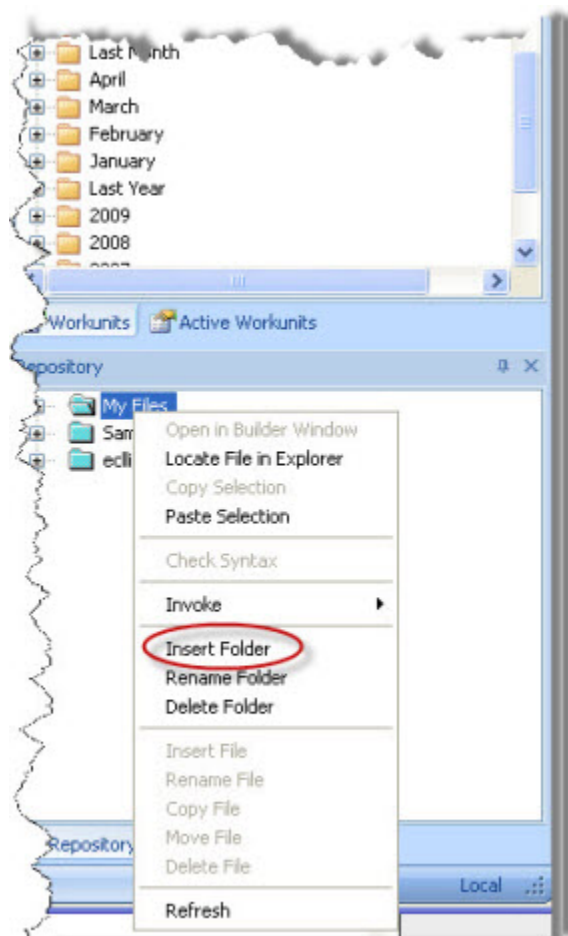 Last Month
April
March
February
January
Last Year
2009
2008
Workunits Active Workunits
Repository
My Files
Sam
ecli
Open in Builder Window
Locate File in Explorer
Copy Selection
Paste Selection
Check Syntax
Invoke
Insert Folder
Rename Folder
Delete Folder
Insert File
Rename File
Copy File
Move File
Delete File
Refresh
Repository
Local